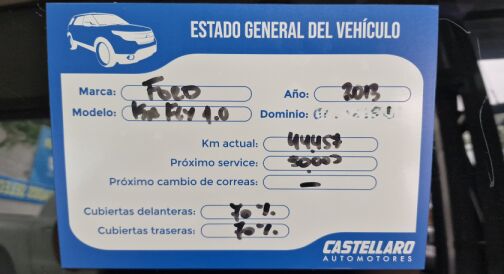 ESTADO GENERAL DEL VEHÍCULO
Marca: FORD Año: 2013
Modelo: Ka Fly 1.0 Dominio:
Km actual: 44457
Próximo service: 50000
Próximo cambio de correas: —
Cubiertas delanteras: 70%
Cubiertas traseras: 70%
CASTELLARO
AUTOMOTORES